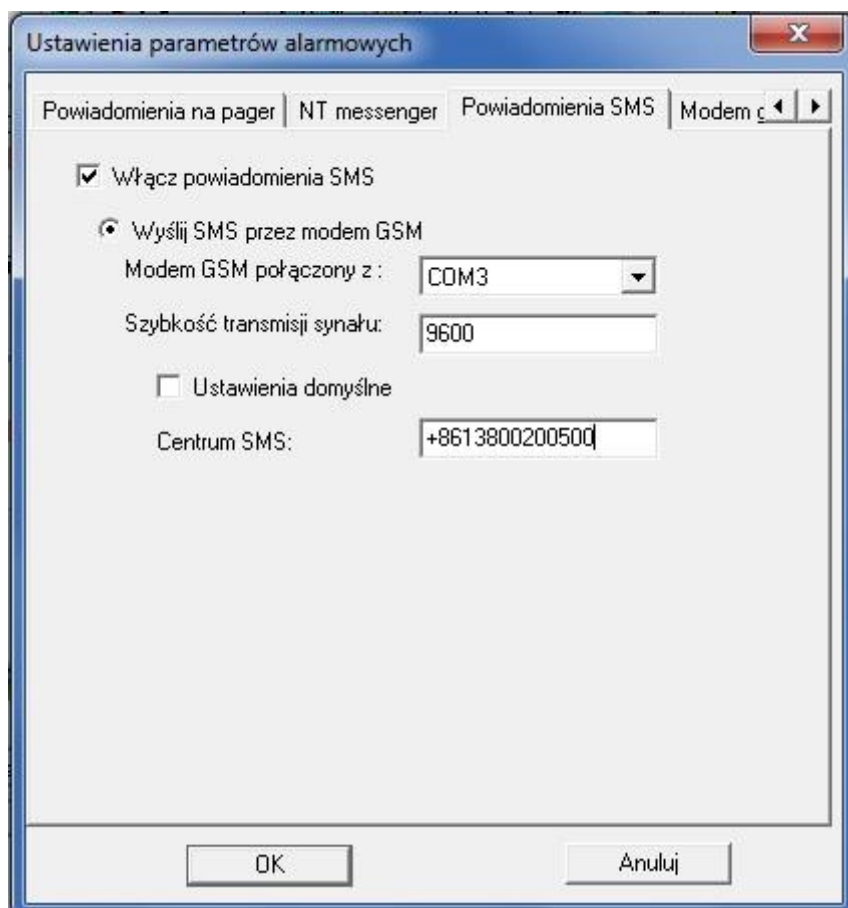 Ustawienia parametrów alarmowych
Powiadomienia na pager NT messenger Powiadomienia SMS Modem
Włącz powiadomienia SMS
Wyślij SMS przez modem GSM
Modem GSM połączony z : COM3
Szybkość transmisji synału: 9600
Ustawienia domyślne
Centrum SMS: +8613800200500
OK Anuluj